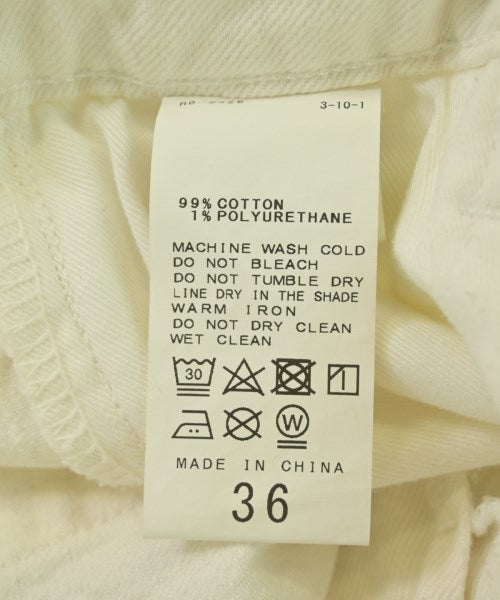 3-10-1
99% COTTON
1% POLYURETHANE
MACHINE WASH COLD
DO NOT BLEACH
DO NOT TUMBLE DRY
LINE DRY IN THE SHADE
WARM IRON
DO NOT DRY CLEAN
WET CLEAN
30
W
MADE IN CHINA
36